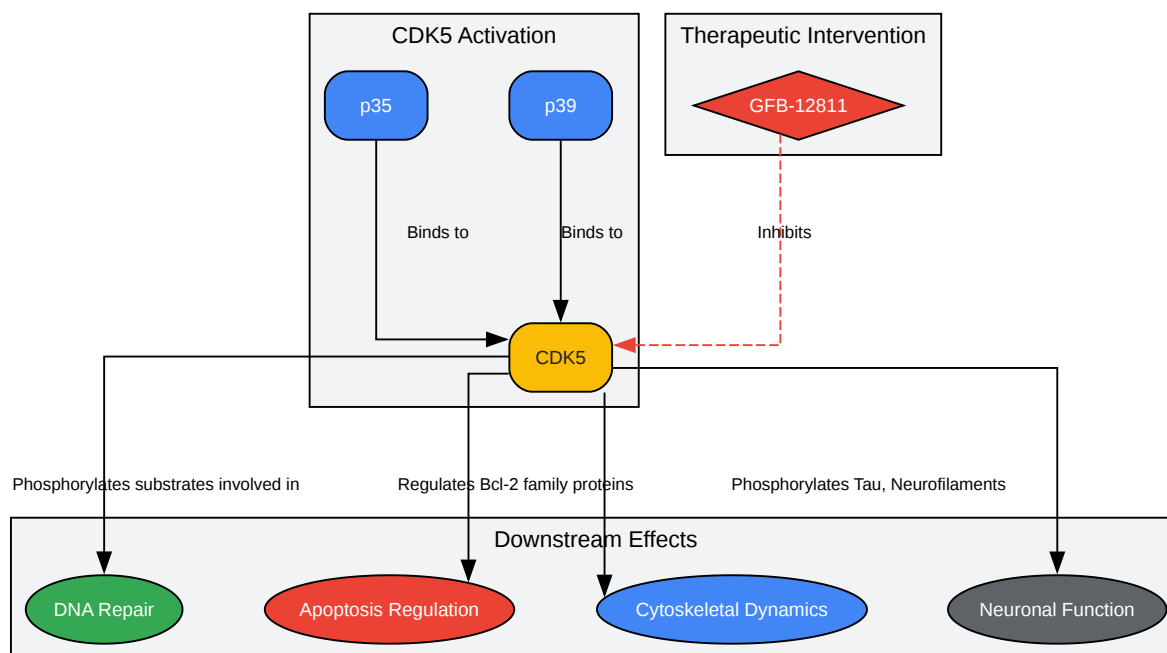 CDK5 Activation
Therapeutic Intervention
p35
p39
GFB-12811
Binds to
Binds to
Inhibits
CDK5
Phosphorylates substrates involved in
Regulates Bcl-2 family proteins
Phosphorylates Tau, Neurofilaments
Downstream Effects
DNA Repair
Apoptosis Regulation
Cytoskeletal Dynamics
Neuronal Function